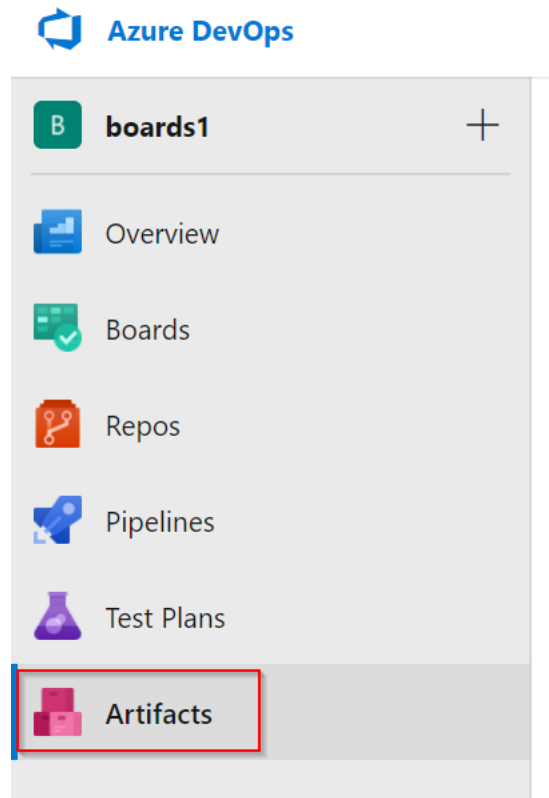 Azure DevOps
B boards1
Overview
Boards
Repos
Pipelines
Test Plans
Artifacts